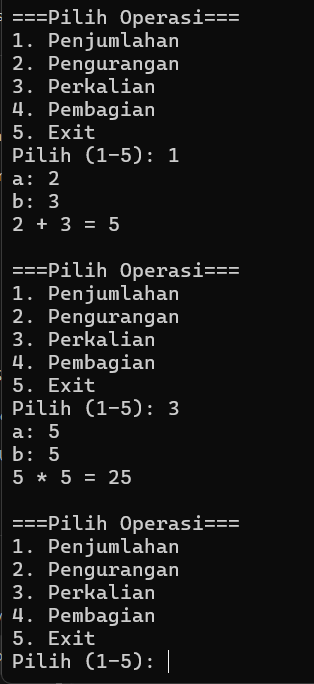 ===Pilih Operasi===
1. Penjumlahan
2. Pengurangan
3. Perkalian
4. Pembagian
5. Exit
Pilih (1-5): 1
a: 2
b: 3
2 + 3 = 5

===Pilih Operasi===
1. Penjumlahan
2. Pengurangan
3. Perkalian
4. Pembagian
5. Exit
Pilih (1-5): 3
a: 5
b: 5
5 * 5 = 25

===Pilih Operasi===
1. Penjumlahan
2. Pengurangan
3. Perkalian
4. Pembagian
5. Exit
Pilih (1-5):